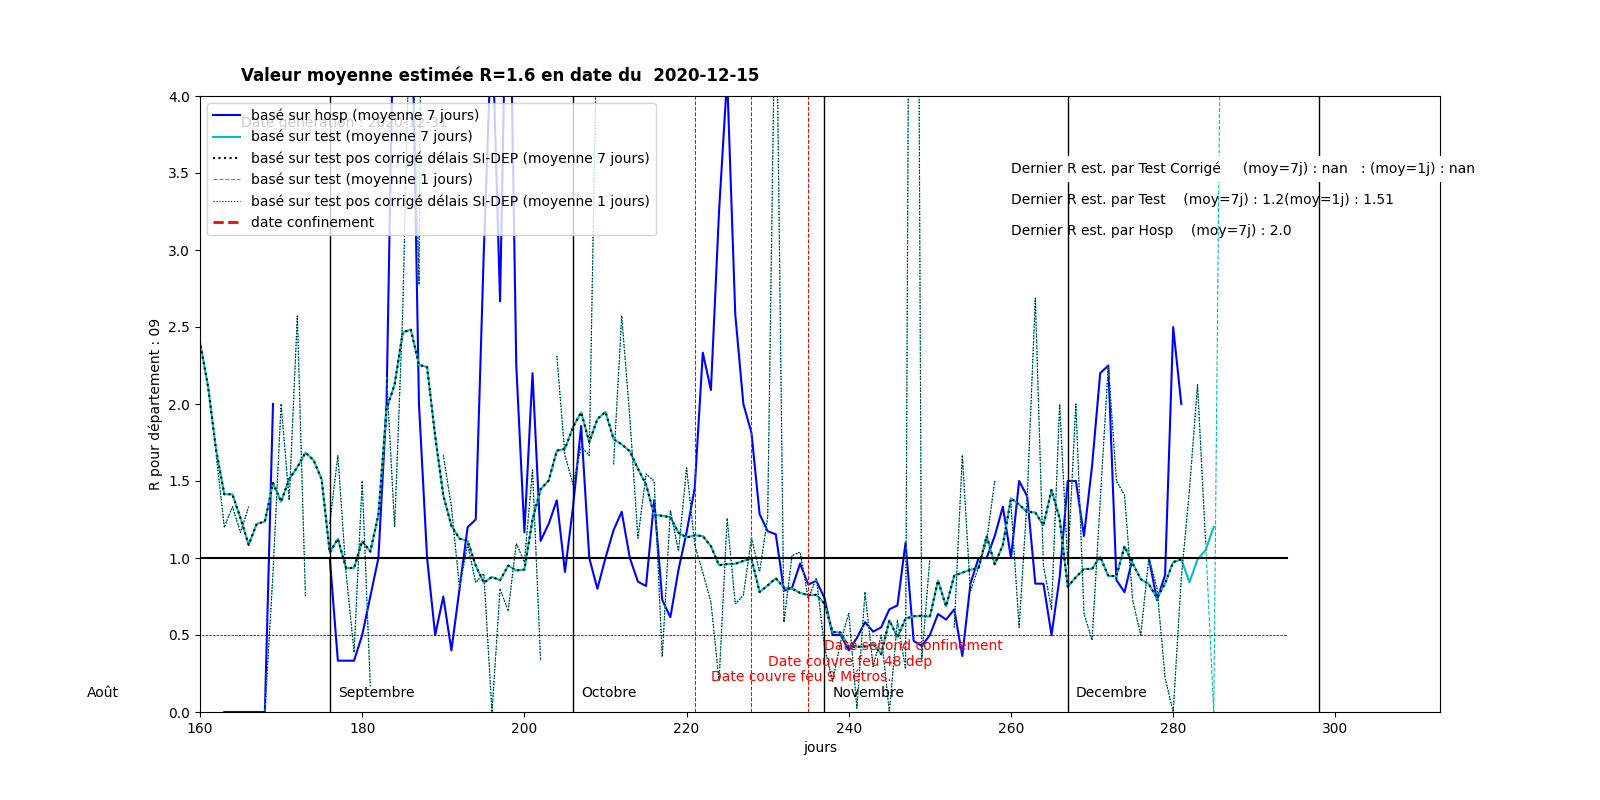 Valeur moyenne estimée R=1.6 en date du  2020-12-15
4.0
3.5
3.0
2.5
2.0
1.5
1.0
0.5
0.0
R pour département : 09
basé sur hosp (moyenne 7 jours)
Date génération : 2020-12-31
basé sur test (moyenne 7 jours)
basé sur test pos corrigé délais SI-DEP (moyenne 7 jours)
basé sur test (moyenne 1 jours)
basé sur test pos corrigé délais SI-DEP (moyenne 1 jours)
date confinement
Dernier R est. par Test Corrigé     (moy=7j) : nan   : (moy=1j) : nan
Dernier R est. par Test    (moy=7j) : 1.2(moy=1j) : 1.51
Dernier R est. par Hosp    (moy=7j) : 2.0
Date second confinement
Date couvre feu 48 dep
Date couvre feu 9 Metros
Août Septembre Octobre Novembre Decembre
160 180 200 220 240 260 280 300
jours